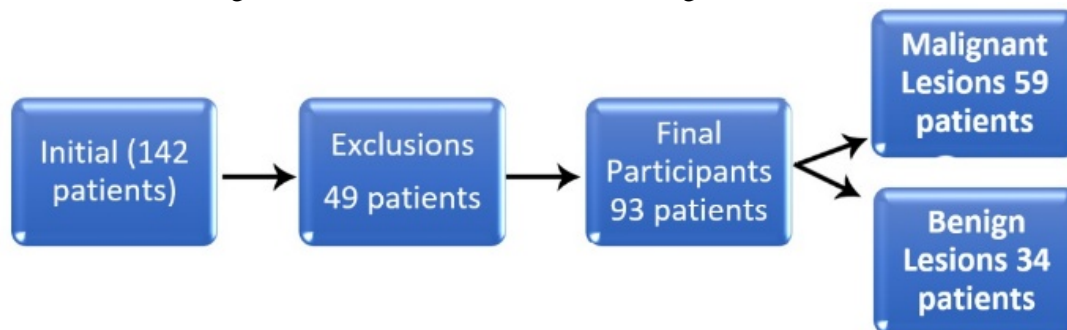 Initial (142
patients)
Exclusions
49 patients
Final
Participants
93 patients
Malignant
Lesions 59
patients
Benign
Lesions 34
patients